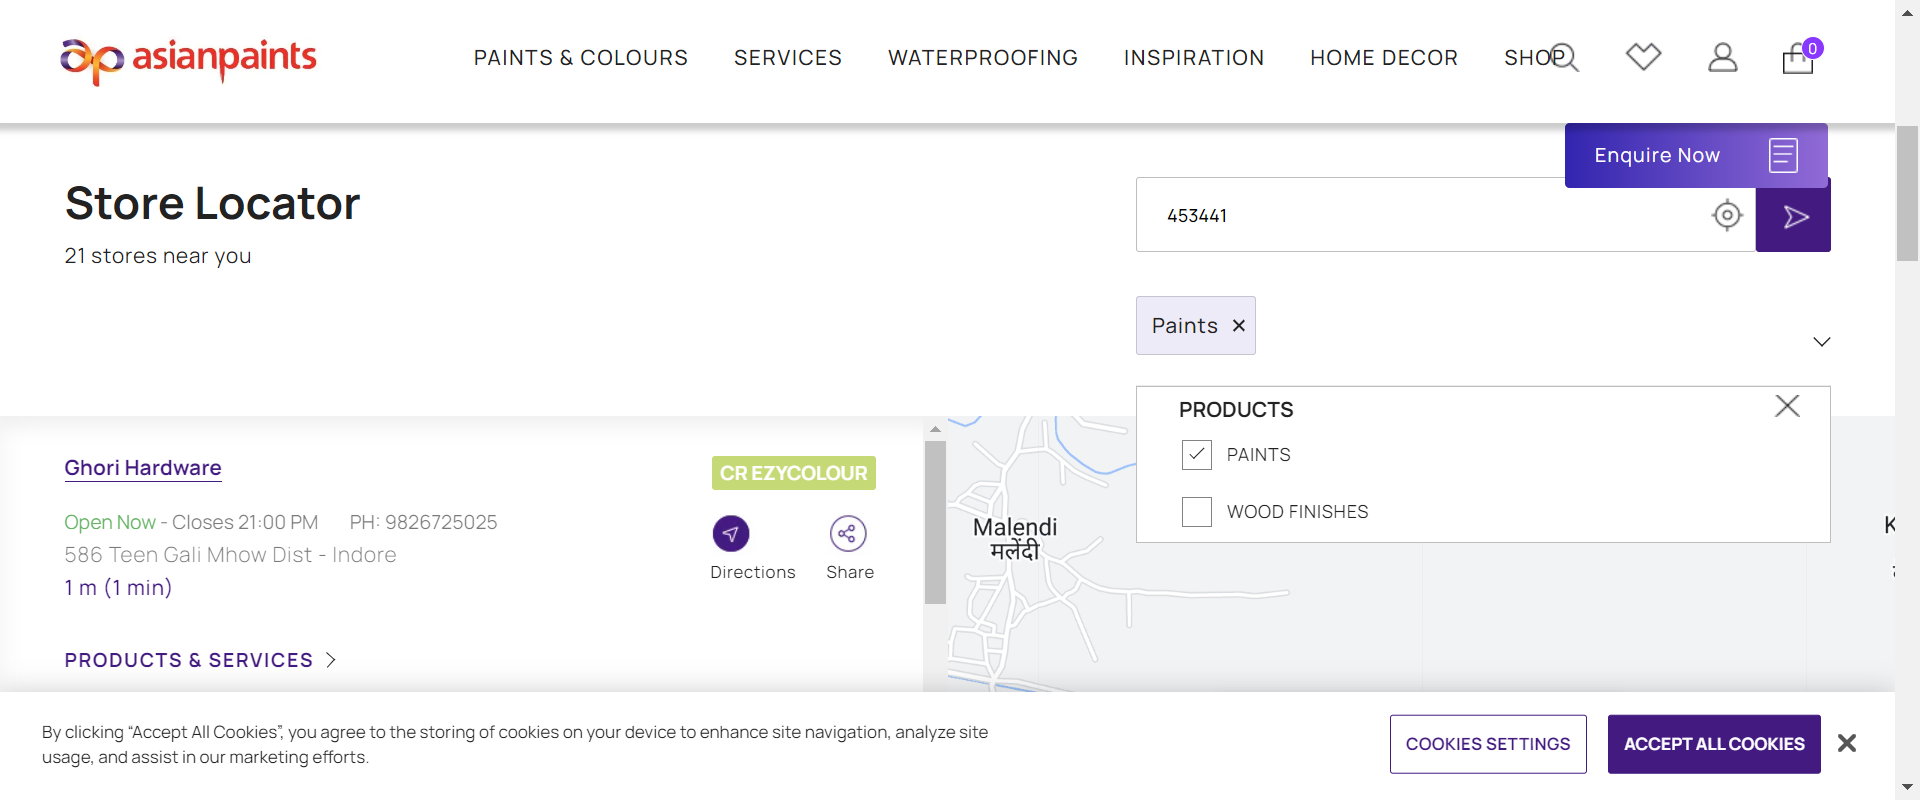 asianpaints
PAINTS & COLOURS SERVICES WATERPROOFING INSPIRATION HOME DECOR SHOP
0
Enquire Now
Store Locator
453441
21 stores near you
Paints
PRODUCTS
PAINTS
WOOD FINISHES
Ghori Hardware
CR EZYCOLOUR
Open Now - Closes 21:00 PM PH: 9826725025
586 Teen Gali Mhow Dist - Indore
1 m (1 min)
Directions Share
PRODUCTS & SERVICES
Malendi
मलेंदी
By clicking “Accept All Cookies”, you agree to the storing of cookies on your device to enhance site navigation, analyze site
usage, and assist in our marketing efforts.
COOKIES SETTINGS
ACCEPT ALL COOKIES